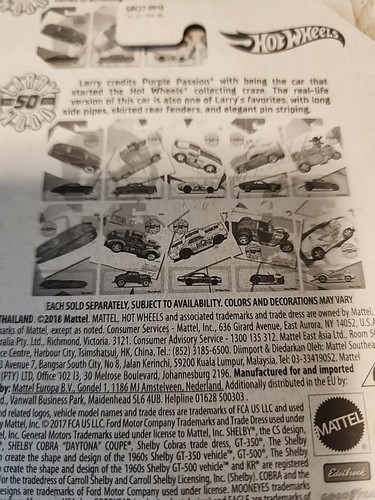 GRC27-0910
HOT WHEELS
50
Larry credits Purple Passion® with being the car that
started the Hot Wheels® collecting craze. The real-life
version of this car is also one of Larry's favorites, with long
side pipes, skirted rear fenders, and elegant pin striping.
EACH SOLD SEPARATELY, SUBJECT TO AVAILABILITY. COLORS AND DECORATIONS MAY VARY
THAILAND. ©2018 Mattel. MATTEL, HOT WHEELS and associated trademarks and trade dress are owned by Mattel.
marks of Mattel, except as noted. Consumer Services - Mattel, Inc., 636 Girard Avenue, East Aurora, NY 14052, U.S.A
tralia Pty. Ltd., Richmond, Victoria. 3121. Consumer Advisory Service - 1300 135 312. Mattel East Asia Ltd., Room
ce Centre, Harbour City, Tsimshatsui, HK, China. Tel.: (852) 3185-6500. Diimport & Diedarkan Oleh: Mattel Southeast
Avenue 7, Bangsar South City, No 8, Jalan Kerinchi, 59200 Kuala Lumpur, Malaysia. Tel: 03-33419052. Mattel
(PTY) LTD, Office 102 I3, 30 Melrose Boulevard, Johannesburg 2196. Manufactured for and imported
by: Mattel Europa B.V., Gondel 1, 1186 MJ Amstelveen, Nederland. Additionally distributed in the EU by:
d., Vanwall Business Park, Maidenhead SL6 4UB. Helpline 01628 500303.
and related logos, vehicle model names and trade dress are trademarks of FCA US LLC and used
y Mattel, Inc. © 2017 FCA US LLC. Ford Motor Company Trademarks and Trade Dress used under
el, Inc. General Motors Trademarks used under license to Mattel, Inc. SHELBY®, the CS design,
®, SHELBY COBRA "DAYTONA" COUPE®, Shelby Cobras trade dress, GT-350®, The Shelby
to create the shape and design of the 1960s Shelby GT-350 vehicle®, GT-500®, The Shelby
to create the shape and design of the 1960s Shelby GT-500 vehicle® and KR® are registered
for the tradedress of Carroll Shelby and Carroll Shelby Licensing, Inc. (Shelby). COBRA and the
designs are trademarks of Ford Motor Company used under license. MOONEYES trademarks
MATTEL
Edelbrock